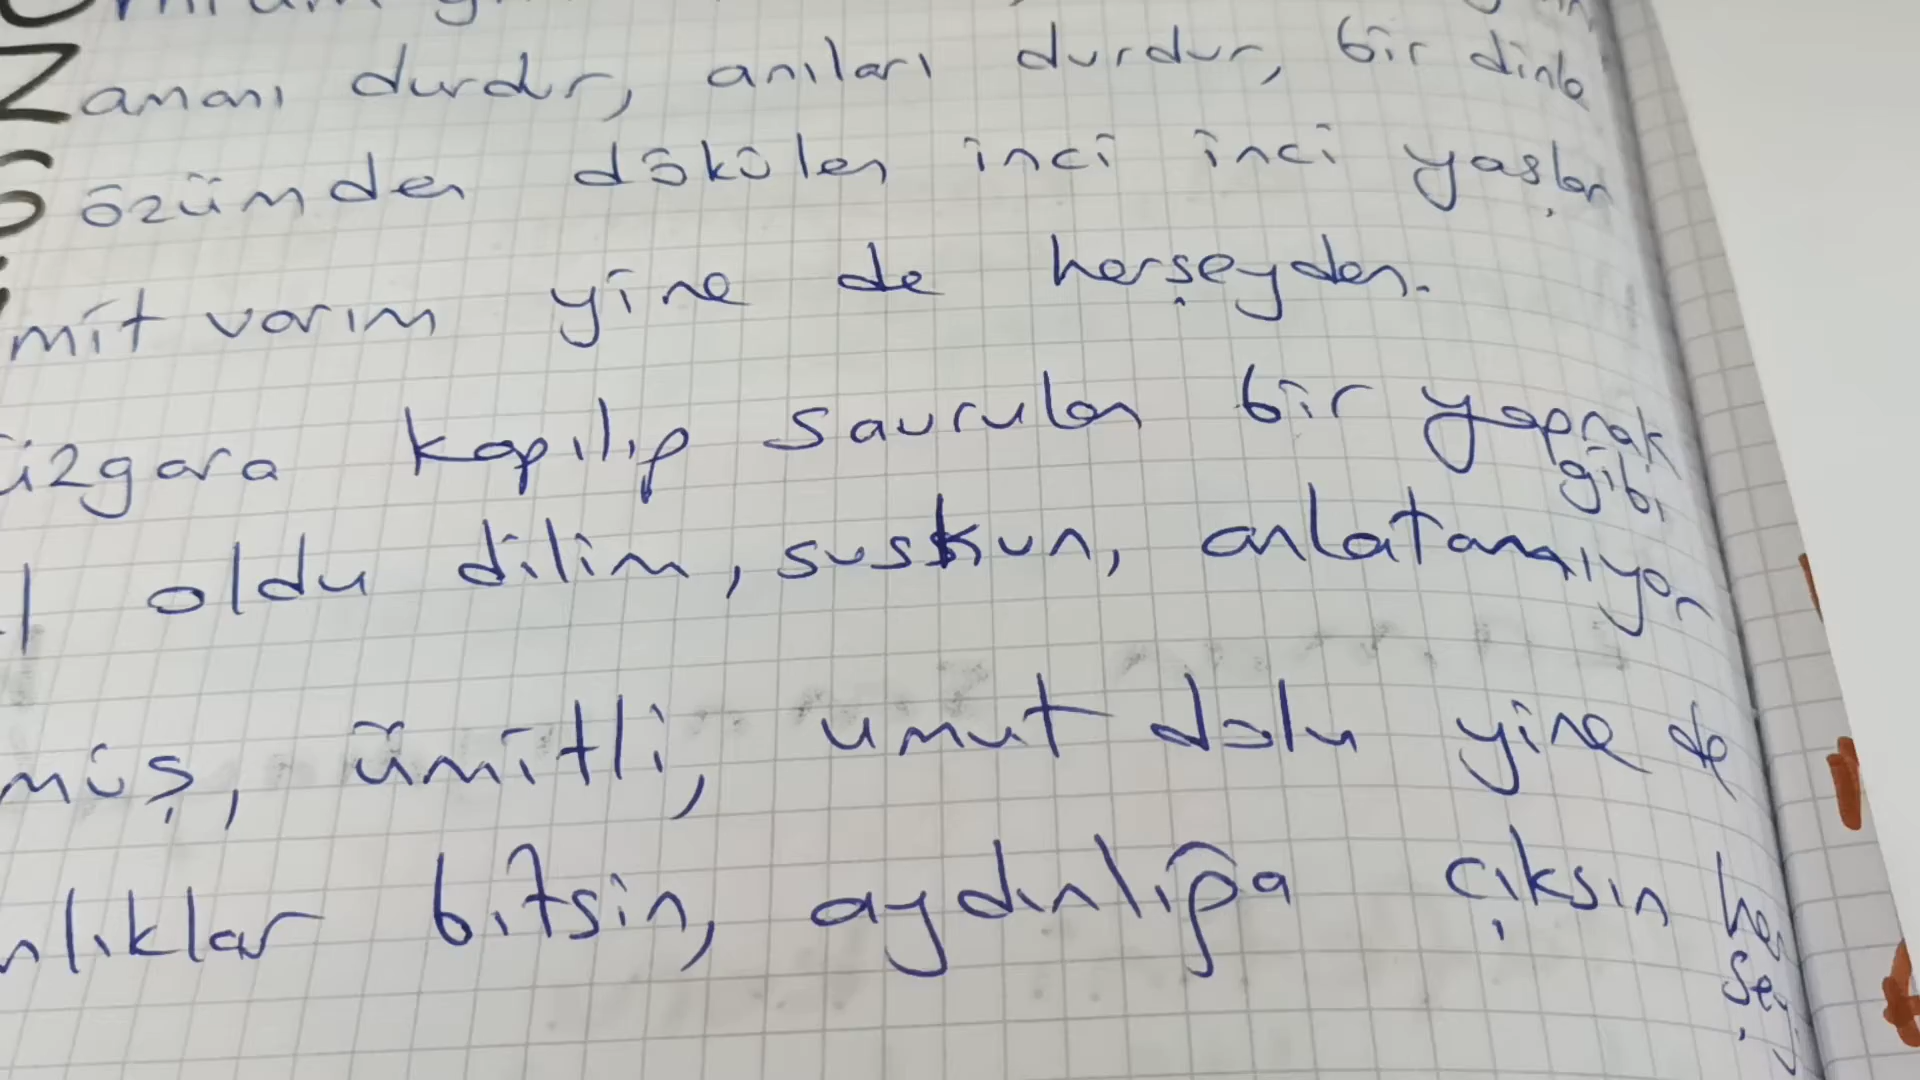 Zamanı durdur, anıları durdur, bir dinle
Gözümden dökülen inci inci yaşlar
mit varım yine de herşeyden.
üzgara kapılıp savrulan bir yaprak gibi
l oldu dilim, suskun, anlatamıyor
müş, ümitli, umut dolu yine de
nlıklar bitsin, aydınlığa çıksın her şey